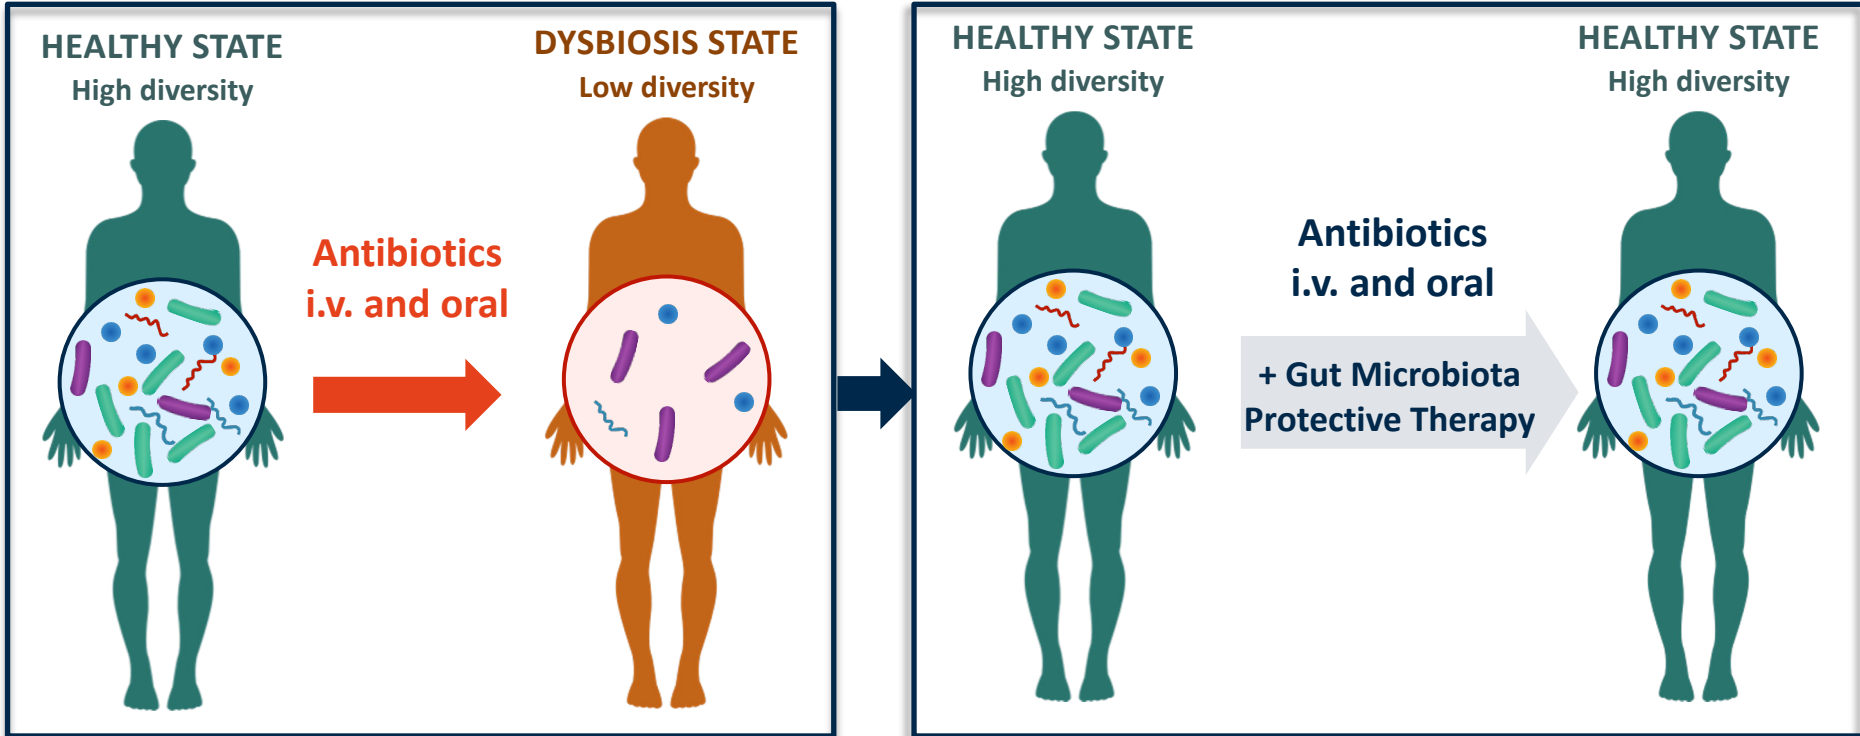 HEALTHY STATE
High diversity
Antibiotics
i.v. and oral
DYSBIOSIS STATE
Low diversity
HEALTHY STATE
High diversity
Antibiotics
i.v. and oral
+ Gut Microbiota
Protective Therapy
HEALTHY STATE
High diversity